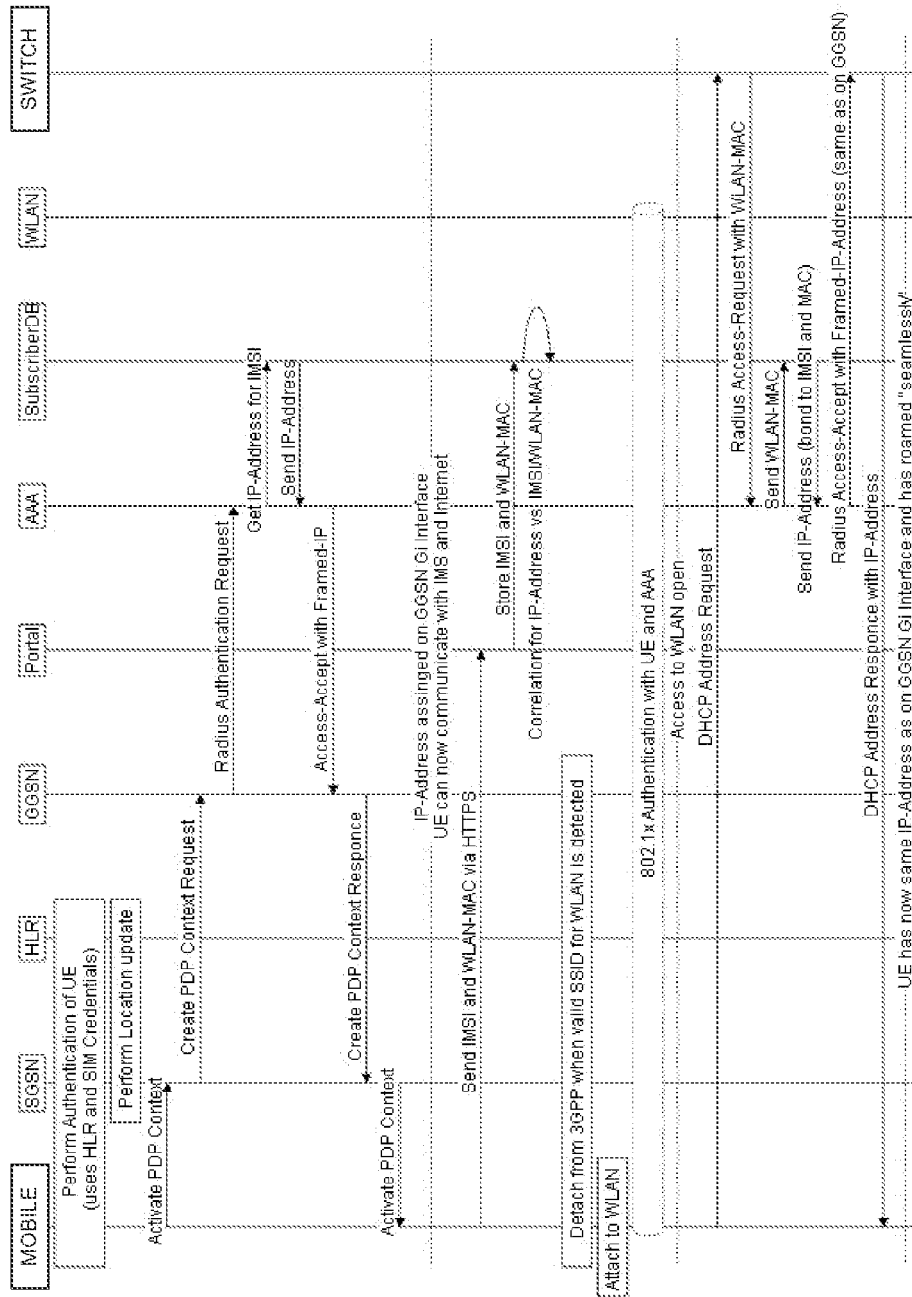 MOBILE
SGSN
HLR
GGSN
Portal
AAA
SubscriberDB
WLAN
SWITCH
Perform Authentication of UE
(uses HLR and SIM Credentials)
Perform Location update
Activate PDP Context
Create PDP Context Request
Radius Authentication Request
Get IP-Address for IMSI
Send IP-Address
Access-Accept with Framed-IP
Create PDP Context Responce
Activate PDP Context
IP-Address assinged on GGSN Gi Interface
UE can now communicate with IMS and Internet
Send IMSI and WLAN-MAC via HTTPS
Store IMSI and WLAN-MAC
Correlation for IP-Address vs IMSI/WLAN-MAC
Detach from 3GPP when valid SSID for WLAN is detected
Attach to WLAN
802.1x Authentication with UE and AAA
Access to WLAN open
DHCP Address Request
Radius Access-Request with WLAN-MAC
Send WLAN-MAC
Send IP-Address (bond to IMSI and MAC)
Radius Access-Accept with Framed-IP-Address (same as on GGSN)
DHCP Address Responce with IP-Address
UE has now same IP-Address as on GGSN Gi Interface and has roamed "seamlessly"